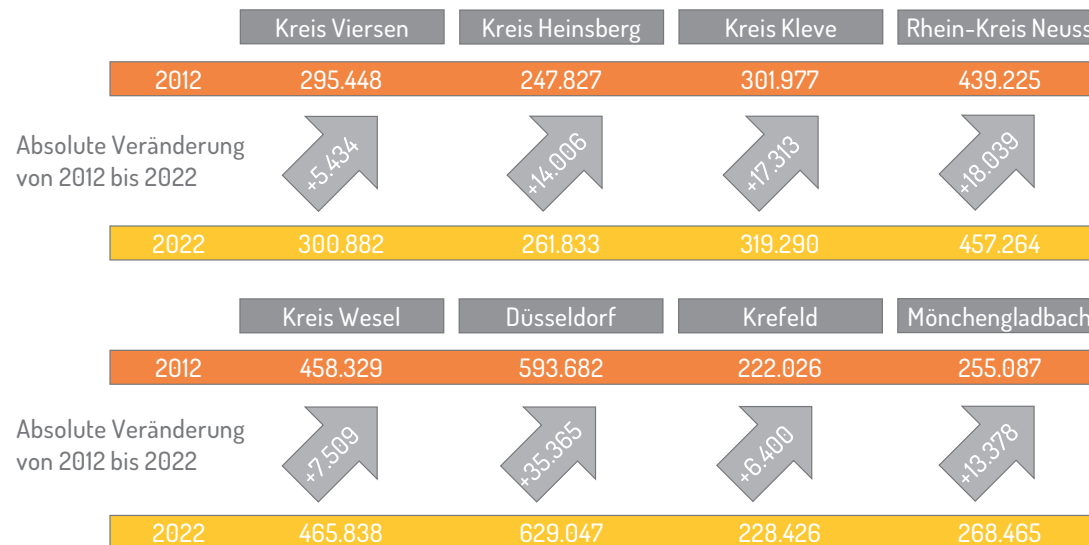 Kreis Viersen Kreis Heinsberg Kreis Kleve Rhein-Kreis Neuss
2012 295.448 247.827 301.977 439.225
Absolute Veränderung
von 2012 bis 2022
+5.434 +14.006 +17.313 +18.039
2022 300.882 261.833 319.290 457.264
Kreis Wesel Düsseldorf Krefeld Mönchengladbach
2012 458.329 593.682 222.026 255.087
Absolute Veränderung
von 2012 bis 2022
+7.509 +35.365 +6.400 +13.378
2022 465.838 629.047 228.426 268.465